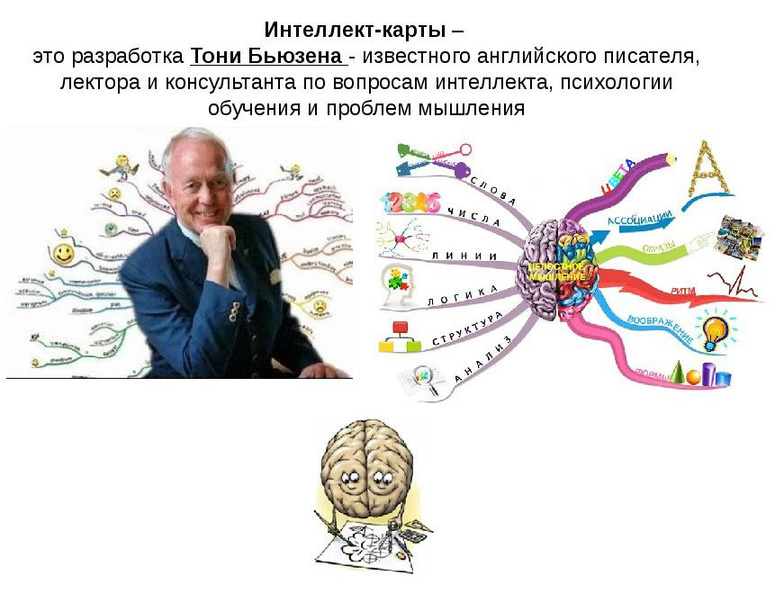 Интеллект-карты –
это разработка Тони Бьюзена - известного английского писателя,
лектора и консультанта по вопросам интеллекта, психологии
обучения и проблем мышления
СЛОВА
ЧИСЛА
ЛИНИИ
ЛОГИКА
СТРУКТУРА
АНАЛИЗ
ЦЕЛОСТНОЕ
МЫШЛЕНИЕ
ЦВЕТА
АССОЦИАЦИИ
ОБРАЗЫ
РИТМ
ВООБРАЖЕНИЕ
ФОРМЫ